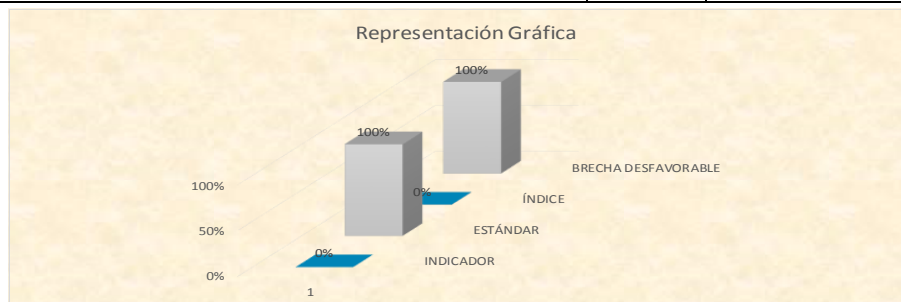 Representación Gráfica
100%
100%
BRECHA DESFAVORABLE
100%
0%
ÍNDICE
50%
ESTÁNDAR
0%
INDICADOR
0%
1